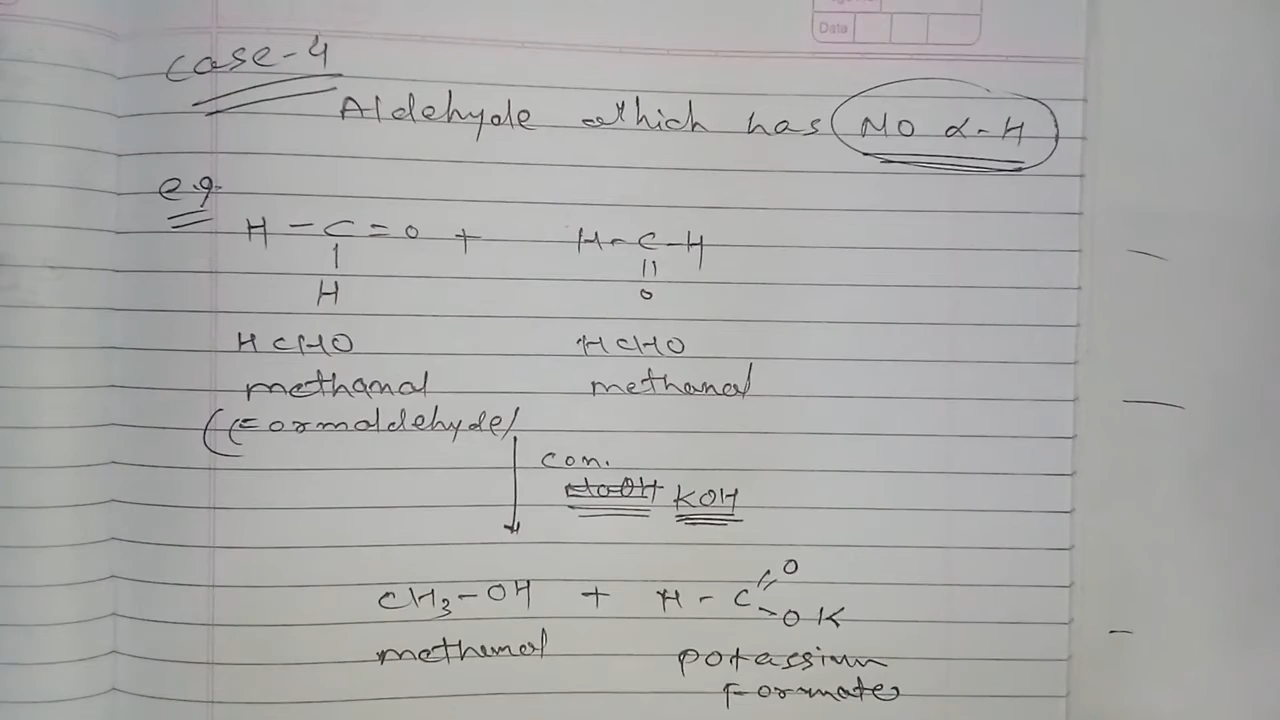 Date
Case-4
Aldehyde which has NO α-H
e.g.
H - C = O + H - C - H
| ||
H O
HCHO HCHO
methanal methanal
(Formaldehyde)
con.
NaOH KOH
CH3-OH + H - C = O
- OK
methanol potassium
Formate